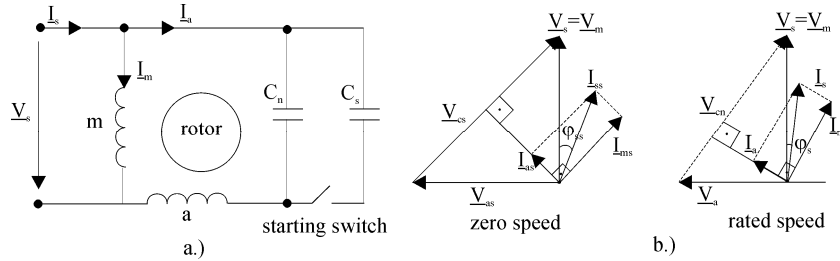 I_s
I_a
I_m
V_s
m
rotor
C_n
C_s
a
starting switch
a.)
V_s=V_m
I_ss
V_cs
φ_ss
I_as
I_ms
V_as
zero speed
V_s=V_m
I_s
V_cn
I_a
φ_s
V_a
rated speed
b.)